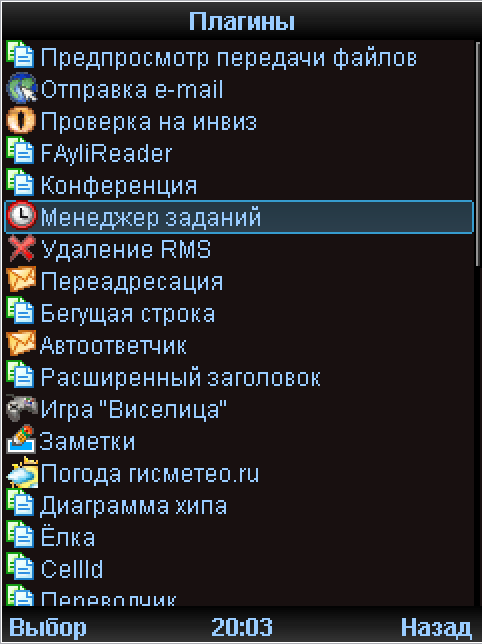 Плагины
Предпросмотр передачи файлов
Отправка e-mail
Проверка на инвиз
FAyliReader
Конференция
Менеджер заданий
Удаление RMS
Переадресация
Бегущая строка
Автоответчик
Расширенный заголовок
Игра "Виселица"
Заметки
Погода гисметео.ru
Диаграмма хипа
Ёлка
CellId
Переводчик
Выбор 20:03 Назад